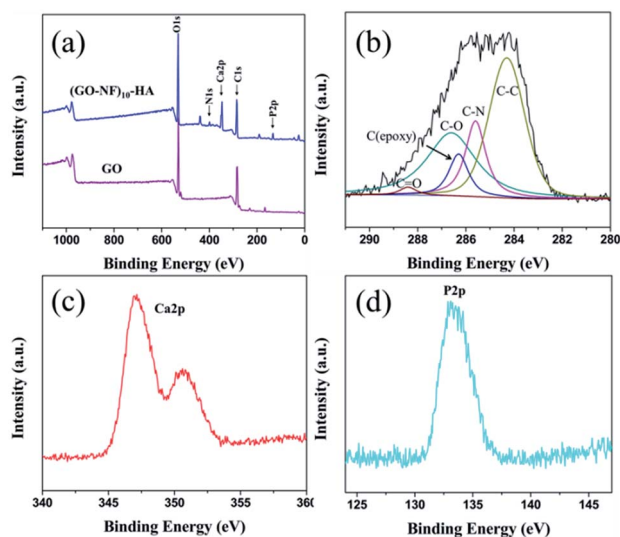 (a)
O1s
(GO-NF)10-HA
N1s
Ca2p
C1s
P2p
GO
Intensity (a.u.)
1000 800 600 400 200 0
Binding Energy (eV)
(b)
C-C
C-N
C-O
C(epoxy)
C=O
Intensity (a.u.)
290 288 286 284 282 280
Binding Energy (eV)
(c)
Ca2p
Intensity (a.u.)
340 345 350 355 360
Binding Energy (eV)
(d)
P2p
Intensity (a.u.)
125 130 135 140 145
Binding Energy (eV)